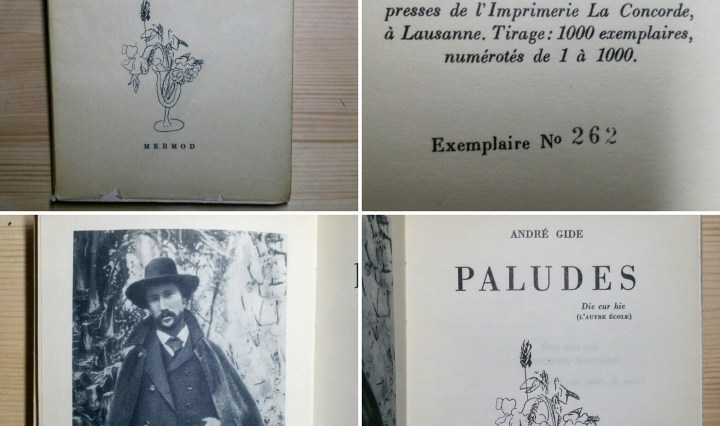 MERMOD
presses de l'Imprimerie La Concorde,
à Lausanne. Tirage: 1000 exemplaires,
numérotés de 1 à 1000.
Exemplaire No 262
ANDRÉ GIDE
PALUDES
Dic cur hic
(L'AUTRE ÉCOLE)